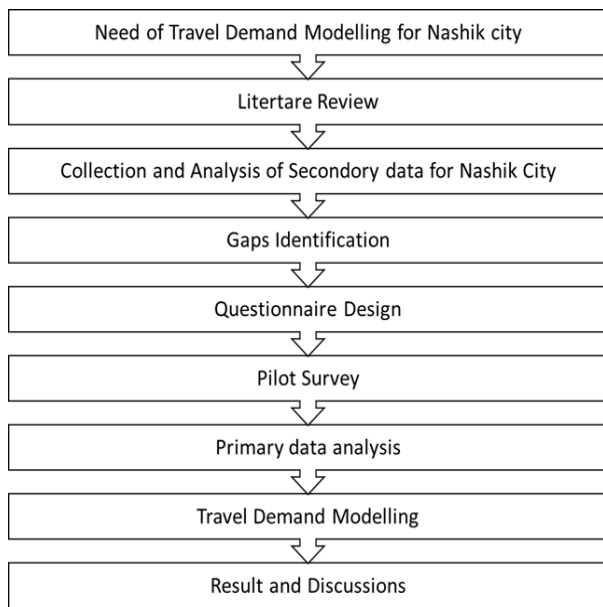 Need of Travel Demand Modelling for Nashik city
Litertare Review
Collection and Analysis of Secondory data for Nashik City
Gaps Identification
Questionnaire Design
Pilot Survey
Primary data analysis
Travel Demand Modelling
Result and Discussions